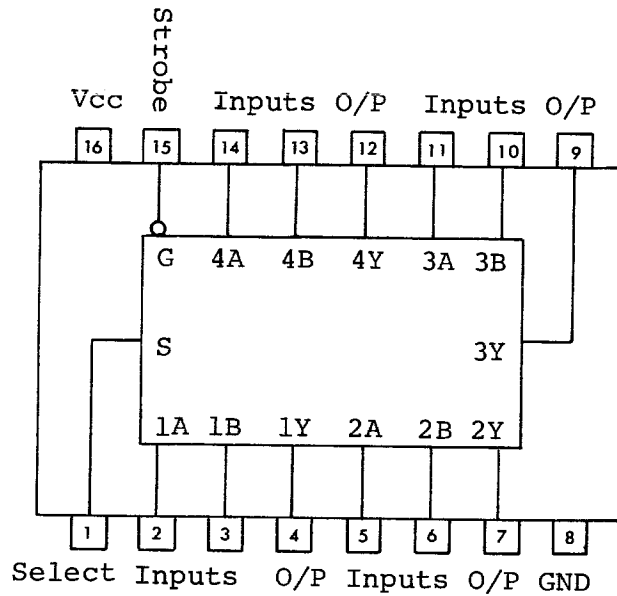 Strobe
Vcc Inputs O/P Inputs O/P
16 15 14 13 12 11 10 9
G 4A 4B 4Y 3A 3B
S 3Y
1A 1B 1Y 2A 2B 2Y
1 2 3 4 5 6 7 8
Select Inputs O/P Inputs O/P GND